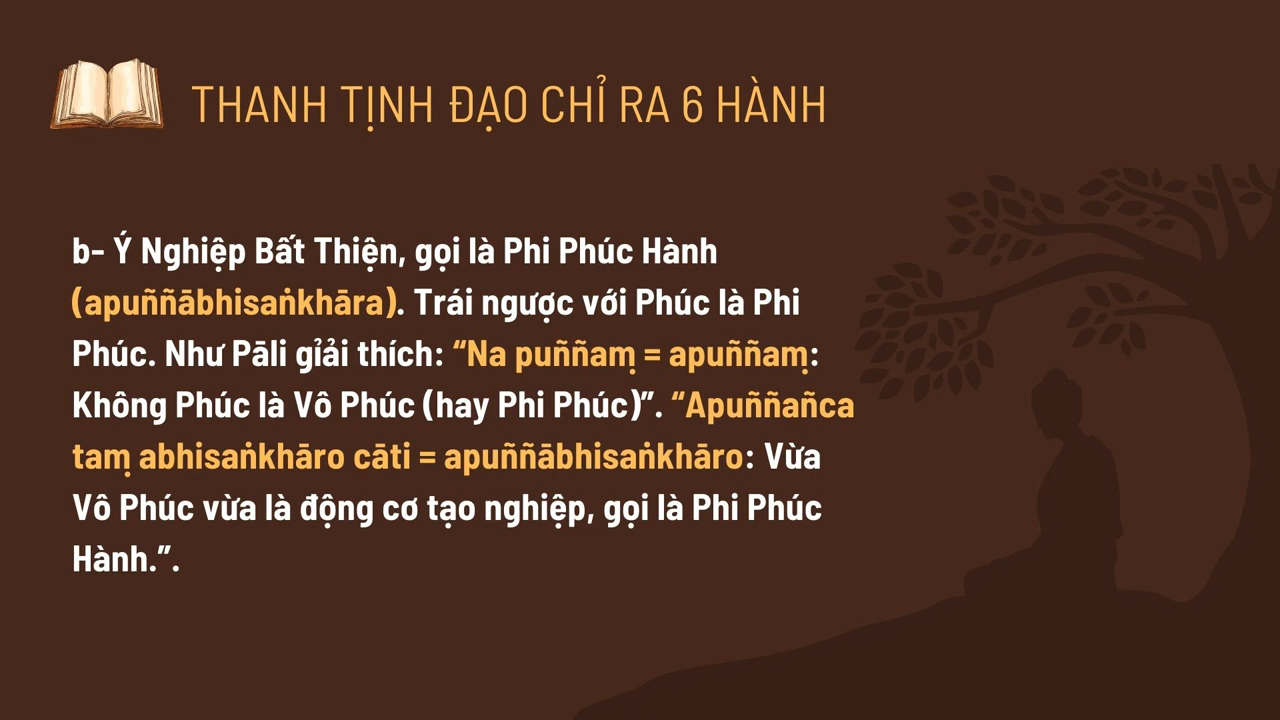 THANH TỊNH ĐẠO CHỈ RA 6 HÀNH
b- Ý Nghiệp Bất Thiện, gọi là Phi Phúc Hành
(apuññābhisaṅkhāra). Trái ngược với Phúc là Phi
Phúc. Như Pāli giải thích: “Na puññaṃ = apuññaṃ:
Không Phúc là Vô Phúc (hay Phi Phúc)”. “Apuññañca
taṃ abhisaṅkhāro cāti = apuññābhisaṅkhāro: Vừa
Vô Phúc vừa là động cơ tạo nghiệp, gọi là Phi Phúc
Hành.”.